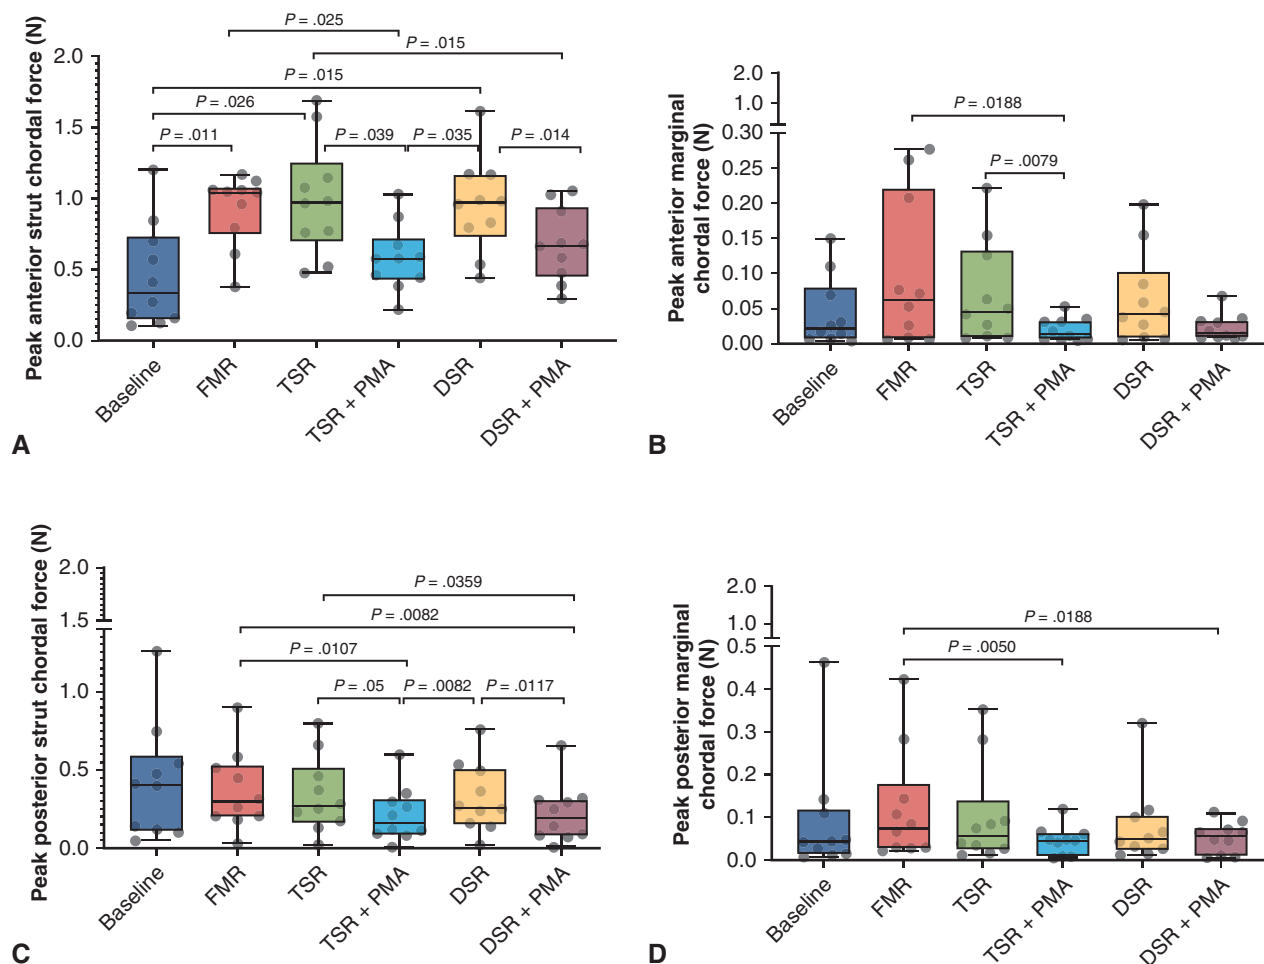 Peak anterior strut chordal force (N)
2.0
1.5
1.0
0.5
0.0
P = .025
P = .015
P = .015
P = .026
P = .011
P = .039
P = .035
P = .014
Baseline
FMR
TSR
TSR + PMA
DSR
DSR + PMA
A
Peak anterior marginal
chordal force (N)
2.0
1.0
0.30
0.25
0.20
0.15
0.10
0.05
0.00
P = .0188
P = .0079
Baseline
FMR
TSR
TSR + PMA
DSR
DSR + PMA
B
Peak posterior strut chordal force (N)
2.0
1.5
1.0
0.5
0.0
P = .0359
P = .0082
P = .0107
P = .05
P = .0082
P = .0117
Baseline
FMR
TSR
TSR + PMA
DSR
DSR + PMA
C
Peak posterior marginal
chordal force (N)
2.0
1.0
0.5
0.4
0.3
0.2
0.1
0.0
P = .0188
P = .0050
Baseline
FMR
TSR
TSR + PMA
DSR
DSR + PMA
D